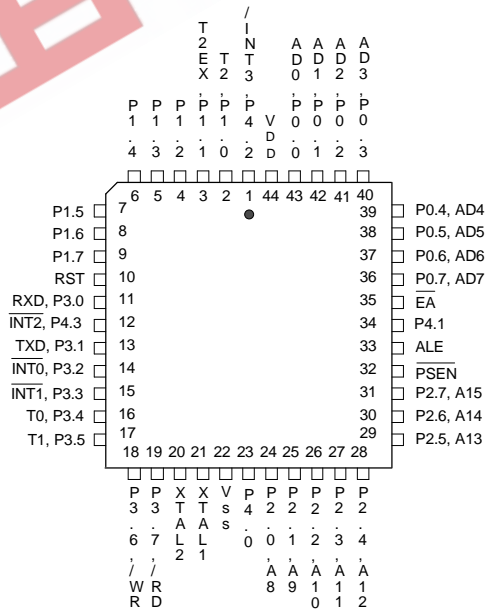 P1.4
P1.3
P1.2
T2EX,P1.1
T2,P1.0
/INT3,P4.2
VDD
AD0,P0.0
AD1,P0.1
AD2,P0.2
AD3,P0.3
6 5 4 3 2 1 44 43 42 41 40
P1.5 7 39 P0.4, AD4
P1.6 8 38 P0.5, AD5
P1.7 9 37 P0.6, AD6
RST 10 36 P0.7, AD7
RXD, P3.0 11 35 EA
INT2, P4.3 12 34 P4.1
TXD, P3.1 13 33 ALE
INT0, P3.2 14 32 PSEN
INT1, P3.3 15 31 P2.7, A15
T0, P3.4 16 30 P2.6, A14
T1, P3.5 17 29 P2.5, A13
18 19 20 21 22 23 24 25 26 27 28
P3.6,/WR
P3.7,/RD
XTAL2
XTAL1
Vss
P4.0
P2.0,A8
P2.1,A9
P2.2,A10
P2.3,A11
P2.4,A12